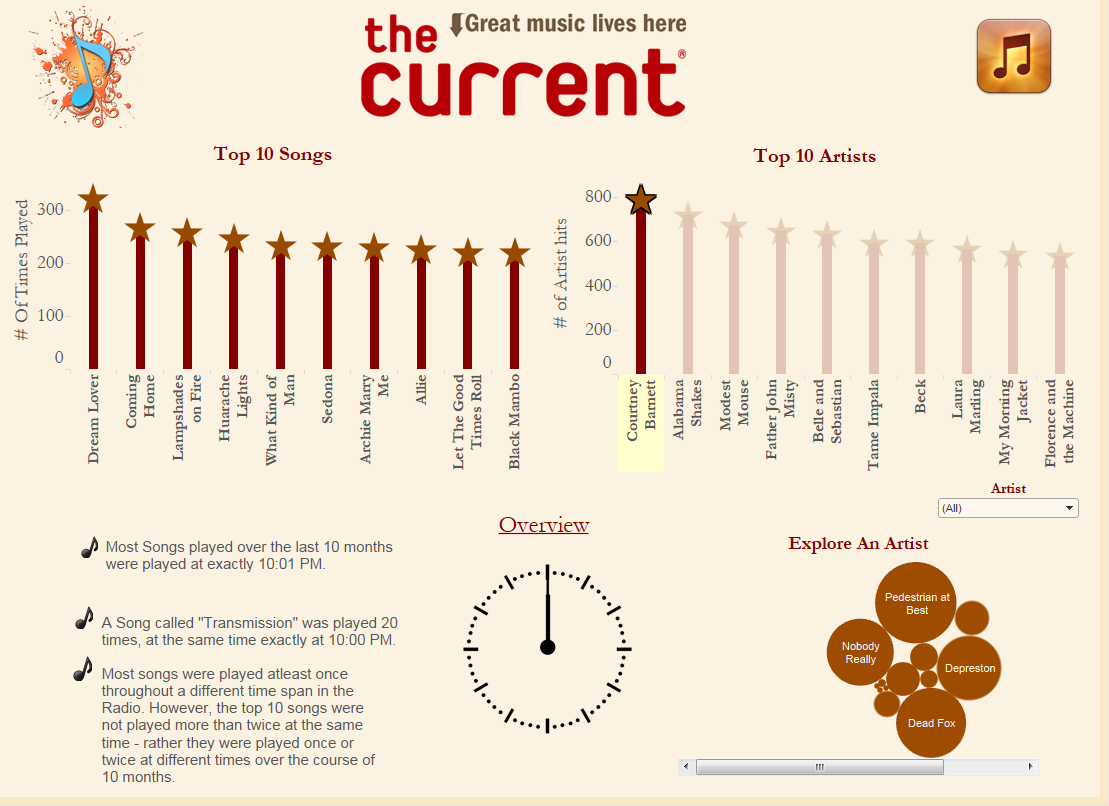 Great music lives here
the
current®
Top 10 Songs
# Of Times Played
300
200
100
0
Dream Lover
Coming
Home
Lampshades
on Fire
Huarache
Lights
What Kind of
Man
Sedona
Archie Marry
Me
Allie
Let The Good
Times Roll
Black Mambo
Top 10 Artists
# of Artist hits
800
600
400
200
0
Courtney
Barnett
Alabama
Shakes
Modest
Mouse
Father John
Misty
Belle and
Sebastian
Tame Impala
Beck
Laura
Marling
My Morning
Jacket
Florence and
the Machine
Artist
(All)
Most Songs played over the last 10 months
were played at exactly 10:01 PM.
A Song called "Transmission" was played 20
times, at the same time exactly at 10:00 PM.
Most songs were played atleast once
throughout a different time span in the
Radio. However, the top 10 songs were
not played more than twice at the same
time - rather they were played once or
twice at different times over the course of
10 months.
Overview
Explore An Artist
Pedestrian at
Best
Nobody
Really
Depreston
Dead Fox